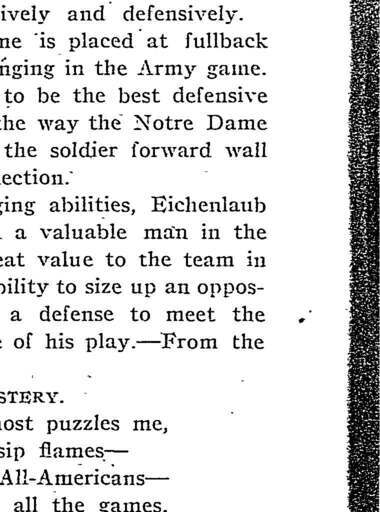 ively and defensively.
ne is placed at fullback
nging in the Army game.
to be the best defensive
the way the Notre Dame
the soldier forward wall
lection.
ging abilities, Eichenlaub
a valuable man in the
eat value to the team in
bility to size up an oppos-
a defense to meet the
of his play.—From the
STERY.
nost puzzles me,
sip flames—
All-Americans—
all the games.